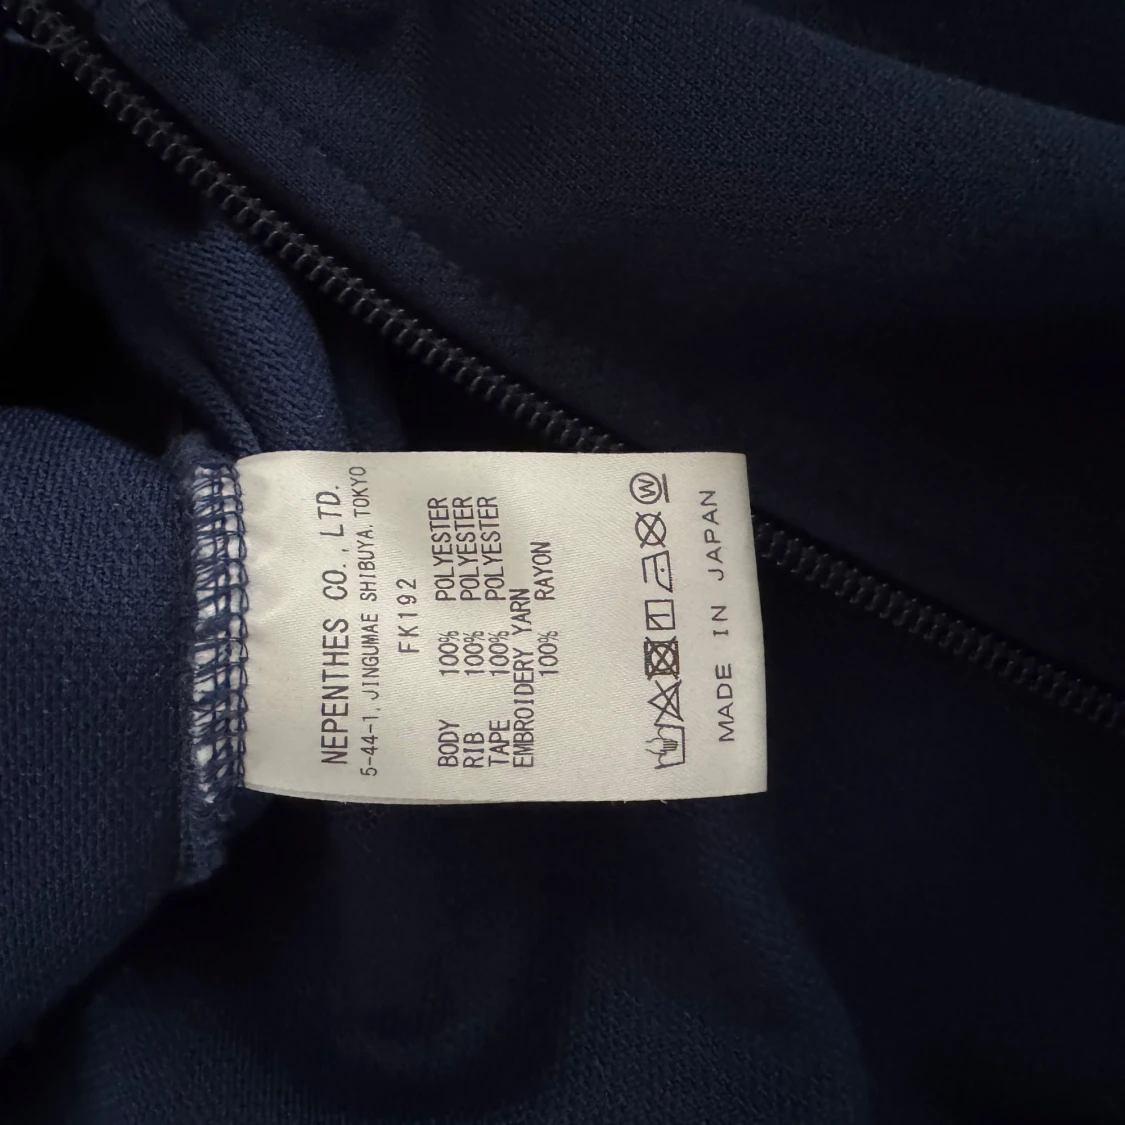 NEPENTHES CO., LTD.
5-44-1, JINGUMAE SHIBUYA, TOKYO
FK192
BODY 100% POLYESTER
RIB 100% POLYESTER
TAPE 100% POLYESTER
EMBROIDERY YARN
100% RAYON
W
MADE IN JAPAN